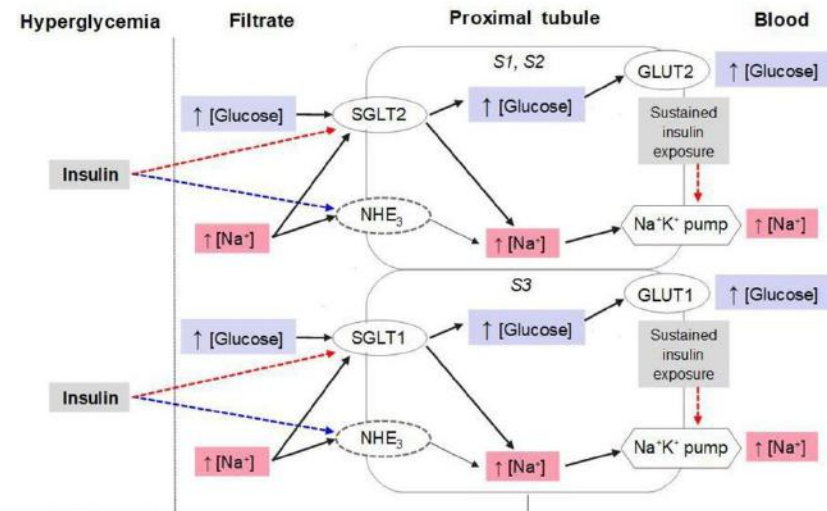 Hyperglycemia
Filtrate
Proximal tubule
Blood
S1, S2
↑ [Glucose]
SGLT2
↑ [Glucose]
GLUT2
↑ [Glucose]
Sustained
insulin
exposure
Insulin
↑ [Na⁺]
NHE₃
↑ [Na⁺]
Na⁺K⁺ pump
↑ [Na⁺]
S3
↑ [Glucose]
SGLT1
↑ [Glucose]
GLUT1
↑ [Glucose]
Sustained
insulin
exposure
Insulin
↑ [Na⁺]
NHE₃
↑ [Na⁺]
Na⁺K⁺ pump
↑ [Na⁺]